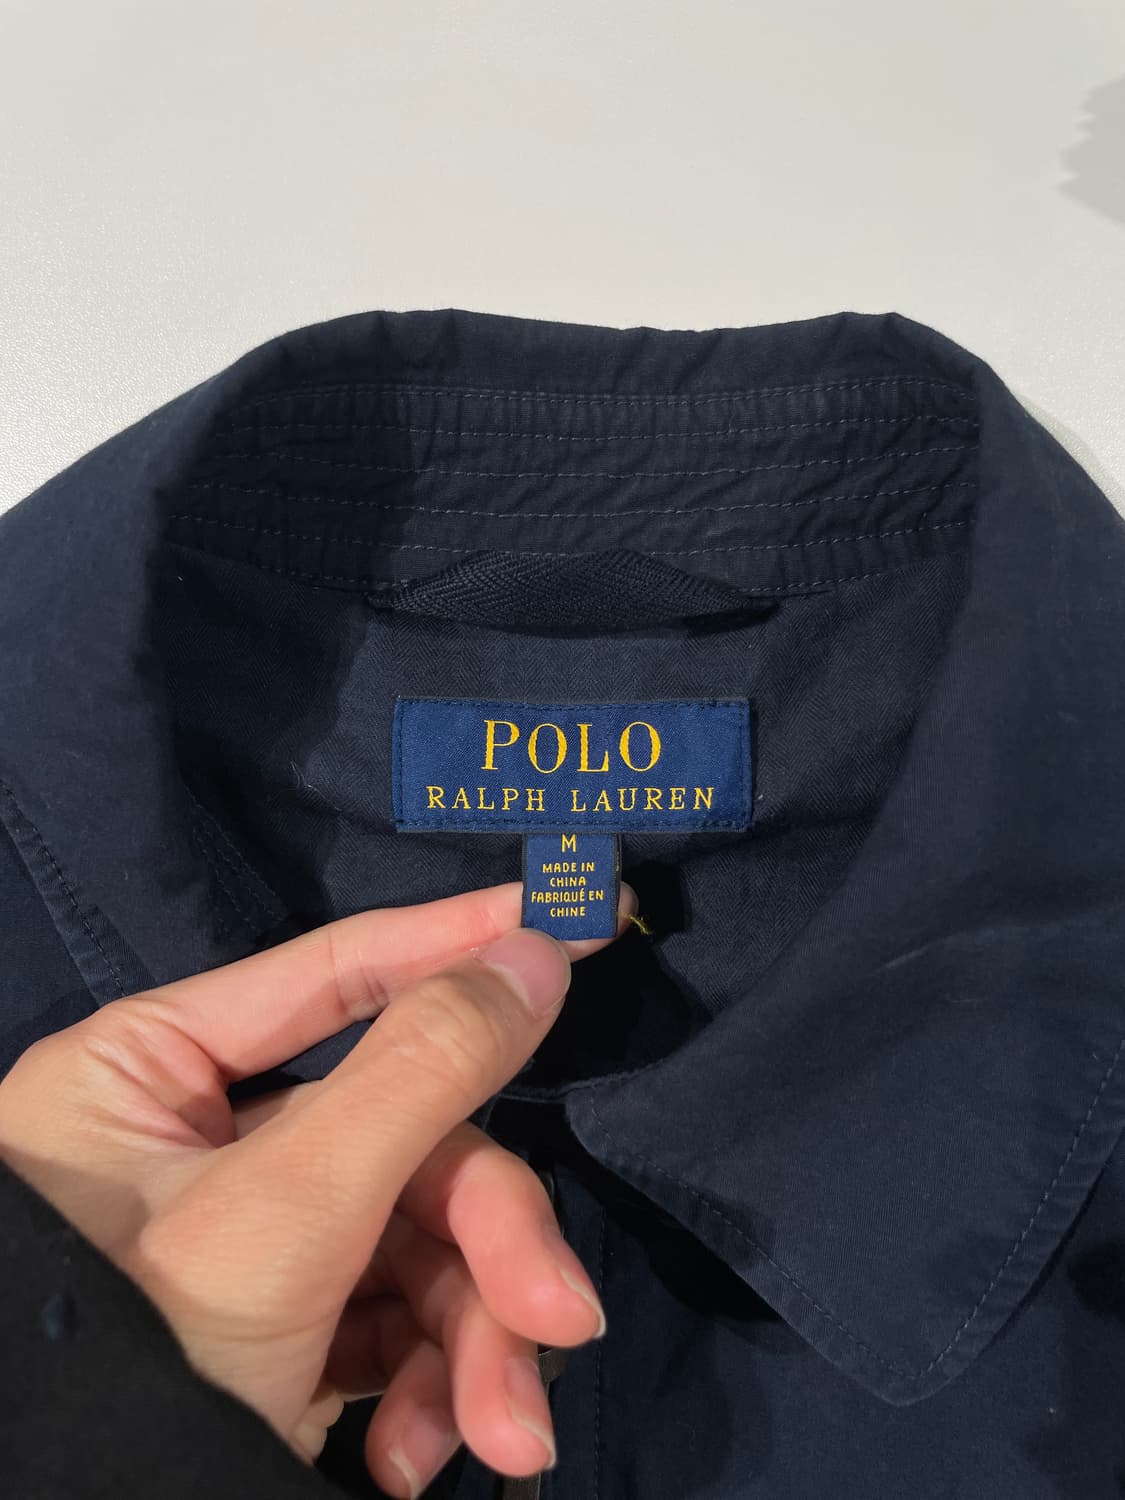 POLO
RALPH LAUREN
M
MADE IN
CHINA
FABRIQUÉ EN
CHINE